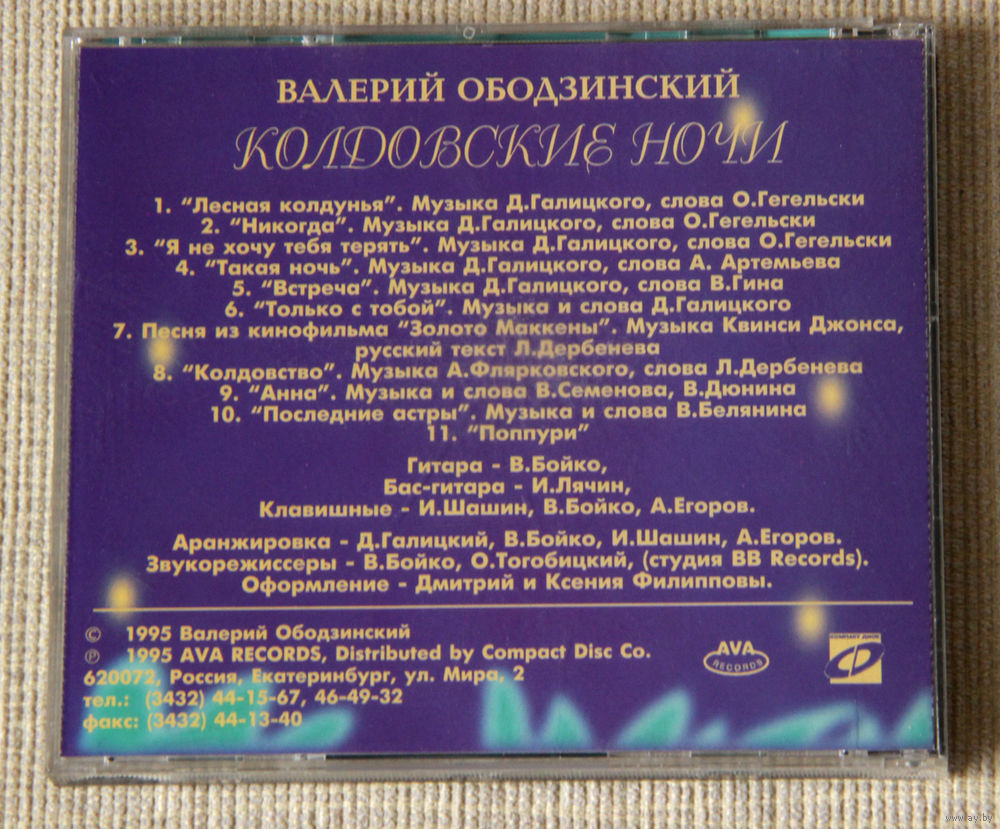 ВАЛЕРИЙ ОБОДЗИНСКИЙ
КОЛДОВСКИЕ НОЧИ
1. “Лесная колдунья”. Музыка Д.Галицкого, слова О.Гегельски
2. “Никогда”. Музыка Д.Галицкого, слова О.Гегельски
3. “Я не хочу тебя терять”. Музыка Д.Галицкого, слова О.Гегельски
4. “Такая ночь”. Музыка Д.Галицкого, слова А. Артемьева
5. “Встреча”. Музыка Д.Галицкого, слова В.Гина
6. “Только с тобой”. Музыка и слова Д.Галицкого
7. Песня из кинофильма “Золото Маккены”. Музыка Квинси Джонса,
русский текст Л.Дербенева
8. “Колдовство”. Музыка А.Флярковского, слова Л.Дербенева
9. “Анна”. Музыка и слова В.Семенова, В.Дюнина
10. “Последние астры”. Музыка и слова В.Белянина
11. “Поппури”
Гитара - В.Бойко,
Бас-гитара - И.Лячин,
Клавишные - И.Шашин, В.Бойко, А.Егоров.
Аранжировка - Д.Галицкий, В.Бойко, И.Шашин, А.Егоров.
Звукорежиссеры - В.Бойко, О.Тогобицкий, (студия BB Records).
Оформление - Дмитрий и Ксения Филипповы.
© 1995 Валерий Ободзинский
℗ 1995 AVA RECORDS, Distributed by Compact Disc Co.
620072, Россия, Екатеринбург, ул. Мира, 2
тел.: (3432) 44-15-67, 46-49-32
факс: (3432) 44-13-40
AVA
RECORDS
КОМПАКТ ДИСК
www.ay.by